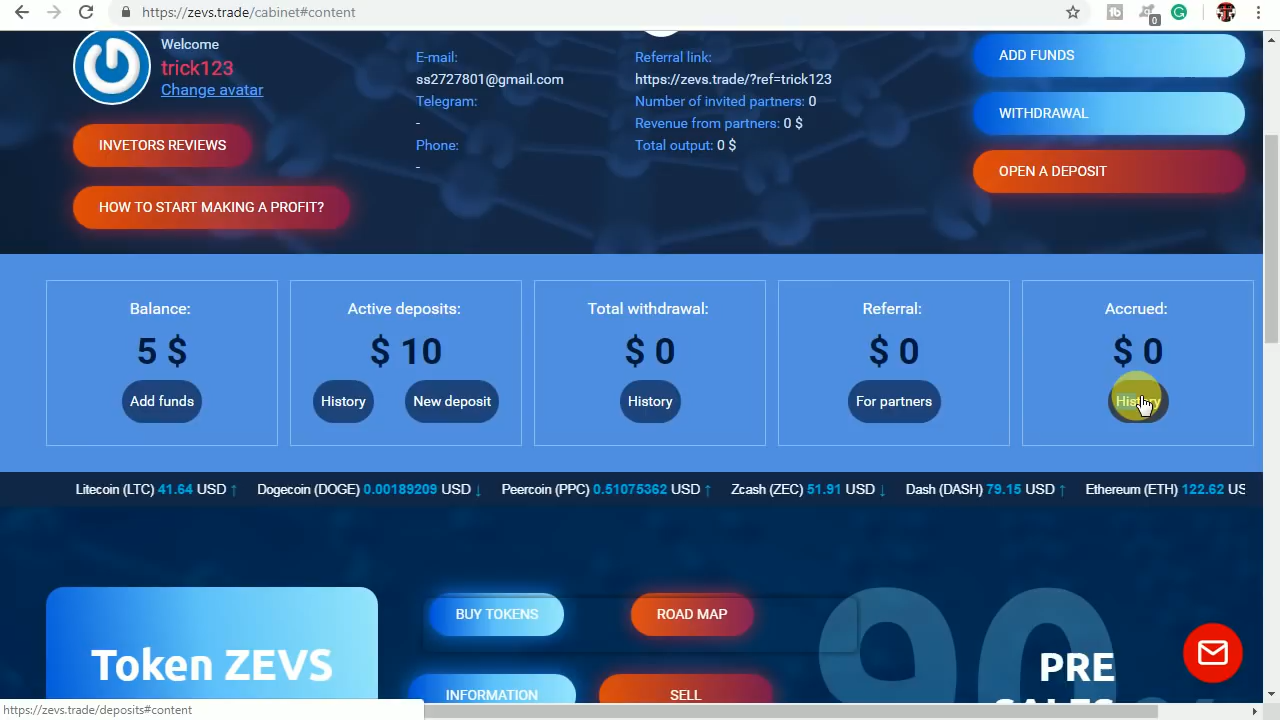 https://zevs.trade/cabinet#content
Welcome
trick123
Change avatar
INVETORS REVIEWS
HOW TO START MAKING A PROFIT?
E-mail:
ss2727801@gmail.com
Telegram:
-
Phone:
-
Referral link:
https://zevs.trade/?ref=trick123
Number of invited partners: 0
Revenue from partners: 0 $
Total output: 0 $
ADD FUNDS
WITHDRAWAL
OPEN A DEPOSIT
Balance:
5 $
Add funds
Active deposits:
$ 10
History New deposit
Total withdrawal:
$ 0
History
Referral:
$ 0
For partners
Accrued:
$ 0
History
Litecoin (LTC) 41.64 USD ↑ Dogecoin (DOGE) 0.00189209 USD ↓ Peercoin (PPC) 0.51075362 USD ↑ Zcash (ZEC) 51.91 USD ↓ Dash (DASH) 79.15 USD ↑ Ethereum (ETH) 122.62 US
Token ZEVS
BUY TOKENS ROAD MAP
INFORMATION SELL
90
PRE
SALES
https://zevs.trade/deposits#content